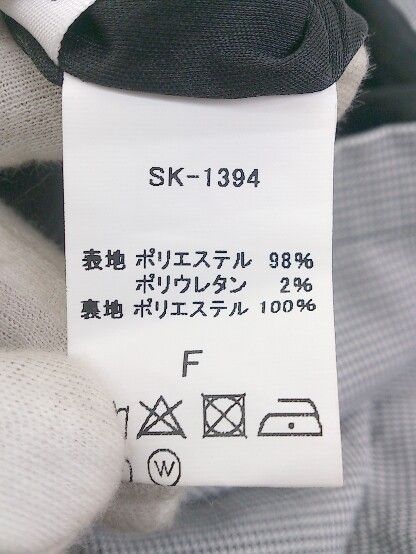 SK-1394
表地 ポリエステル 98%
ポリウレタン 2%
裏地 ポリエステル 100%
F
W